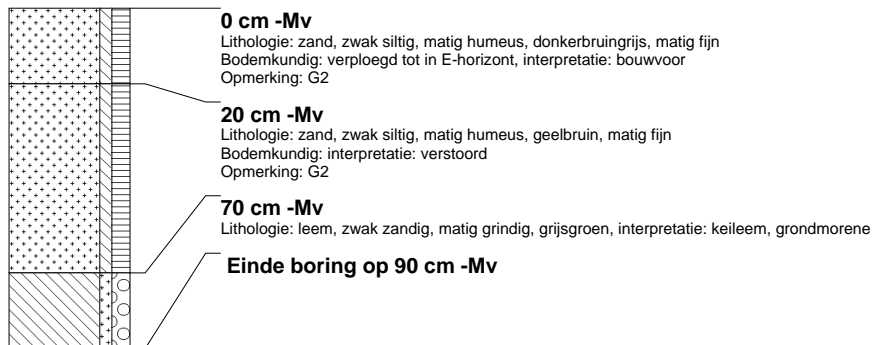 0 cm -Mv
Lithologie: zand, zwak siltig, matig humeus, donkerbruingrijs, matig fijn
Bodemkundig: verploegd tot in E-horizont, interpretatie: bouwvoor
Opmerking: G2
20 cm -Mv
Lithologie: zand, zwak siltig, matig humeus, geelbruin, matig fijn
Bodemkundig: interpretatie: verstoord
Opmerking: G2
70 cm -Mv
Lithologie: leem, zwak zandig, matig grindig, grijsgroen, interpretatie: keileem, grondmorene
Einde boring op 90 cm -Mv